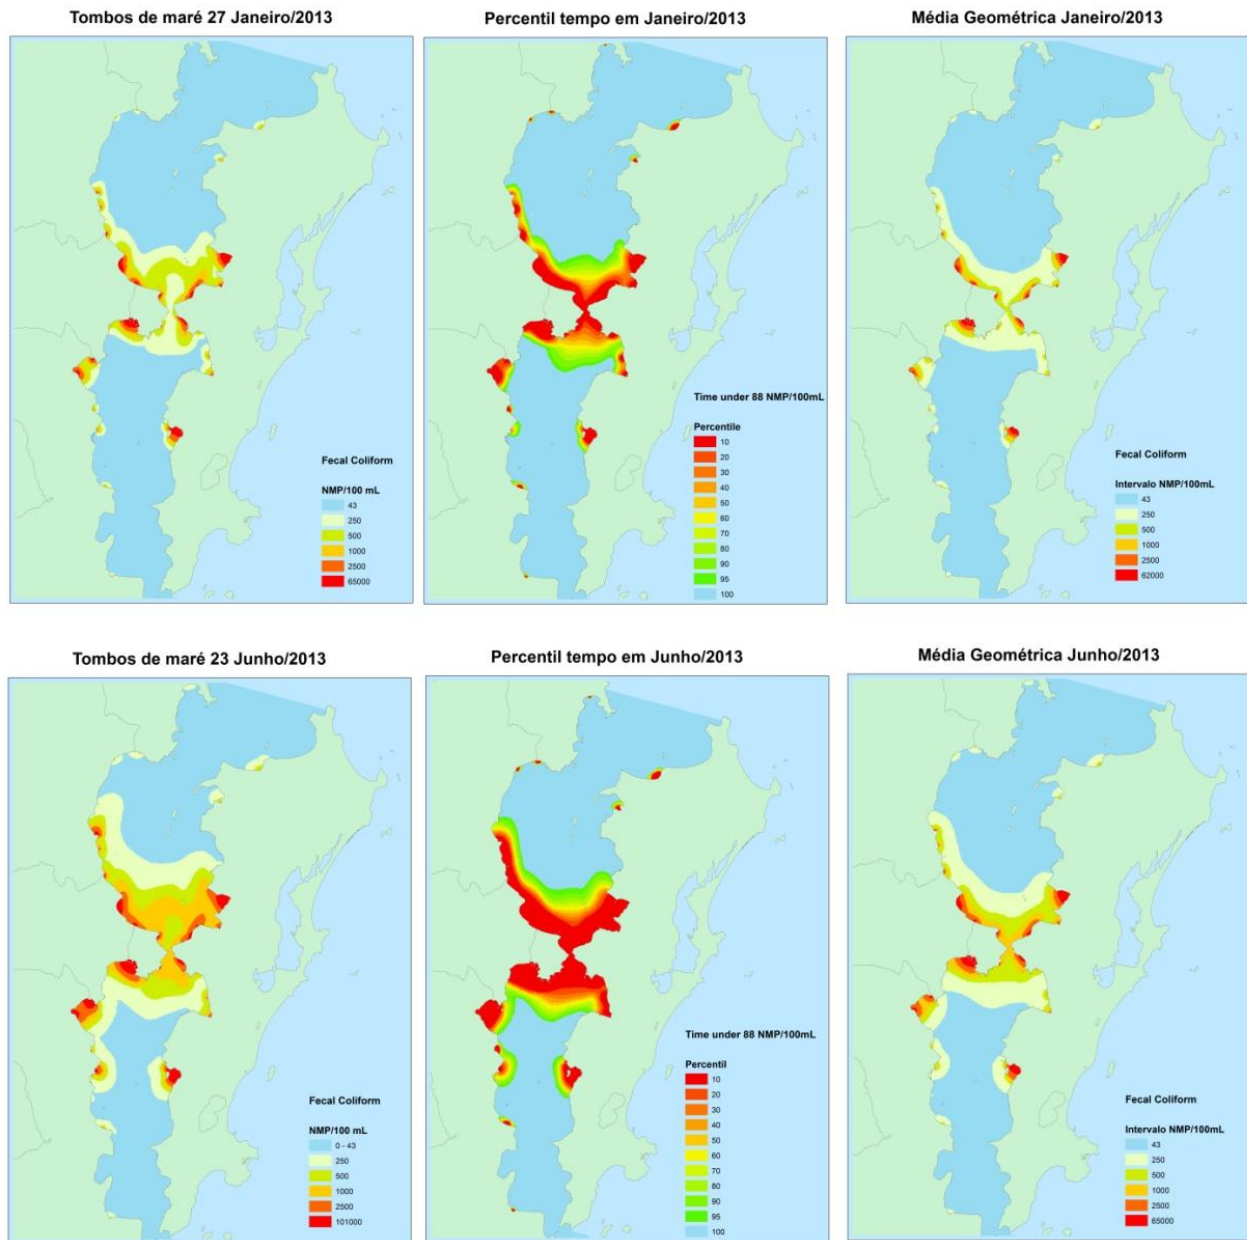 Tombos de maré 27 Janeiro/2013
Percentil tempo em Janeiro/2013
Média Geométrica Janeiro/2013
Fecal Coliform
NMP/100 mL
43
250
500
1000
2500
65000
Time under 88 NMP/100mL
Percentile
10
20
30
40
50
60
70
80
90
95
100
Fecal Coliform
Intervalo NMP/100mL
43
250
500
1000
2500
62000
Tombos de maré 23 Junho/2013
Percentil tempo em Junho/2013
Média Geométrica Junho/2013
Fecal Coliform
NMP/100 mL
0 - 43
250
500
1000
2500
101000
Time under 88 NMP/100mL
Percentil
10
20
30
40
50
60
70
80
90
95
100
Fecal Coliform
Intervalo NMP/100mL
43
250
500
1000
2500
65000